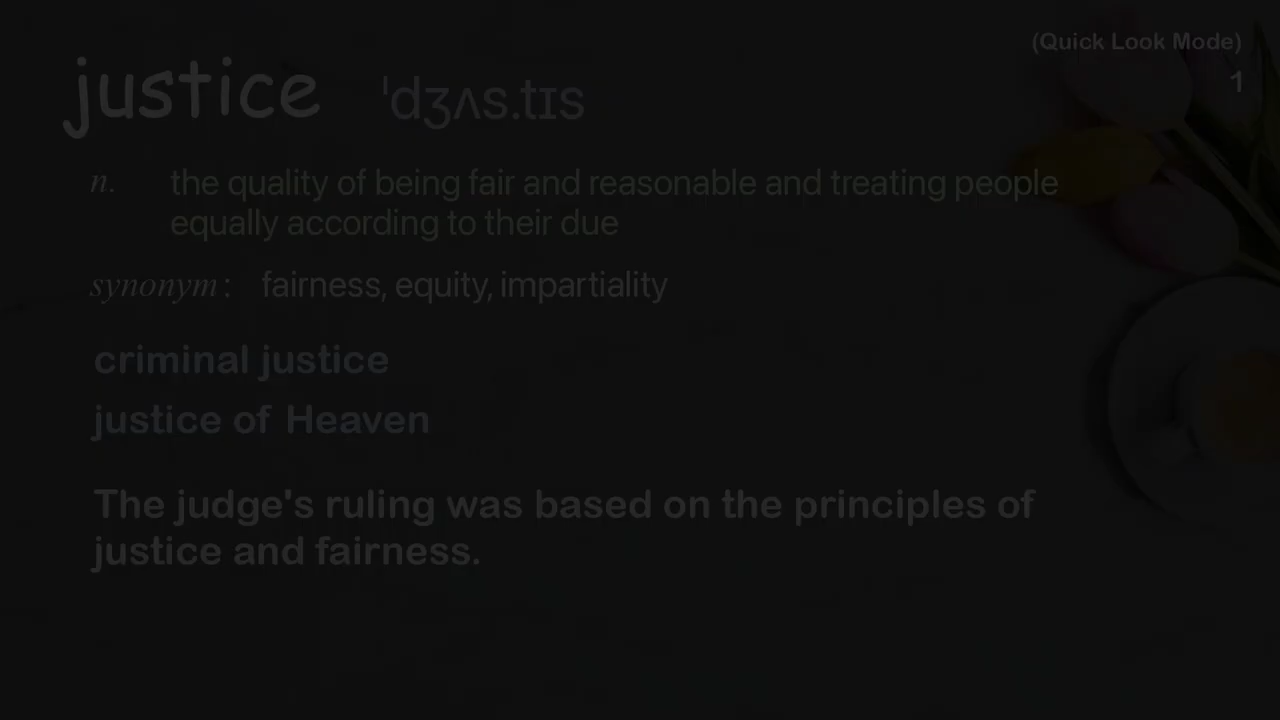 (Quick Look Mode)
1
justice ˈdʒʌs.tɪs
n. the quality of being fair and reasonable and treating people
equally according to their due
synonym: fairness, equity, impartiality
criminal justice
justice of Heaven
The judge's ruling was based on the principles of
justice and fairness.